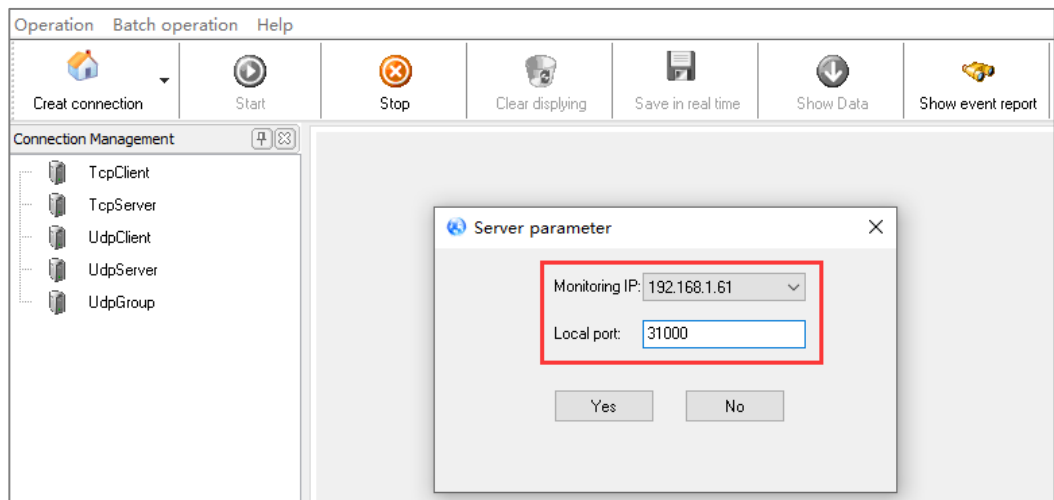 Operation Batch operation Help
Creat connection Start Stop Clear displying Save in real time Show Data Show event report
Connection Management
TcpClient
TcpServer
UdpClient
UdpServer
UdpGroup
Server parameter
Monitoring IP: 192.168.1.61
Local port: 31000
Yes No